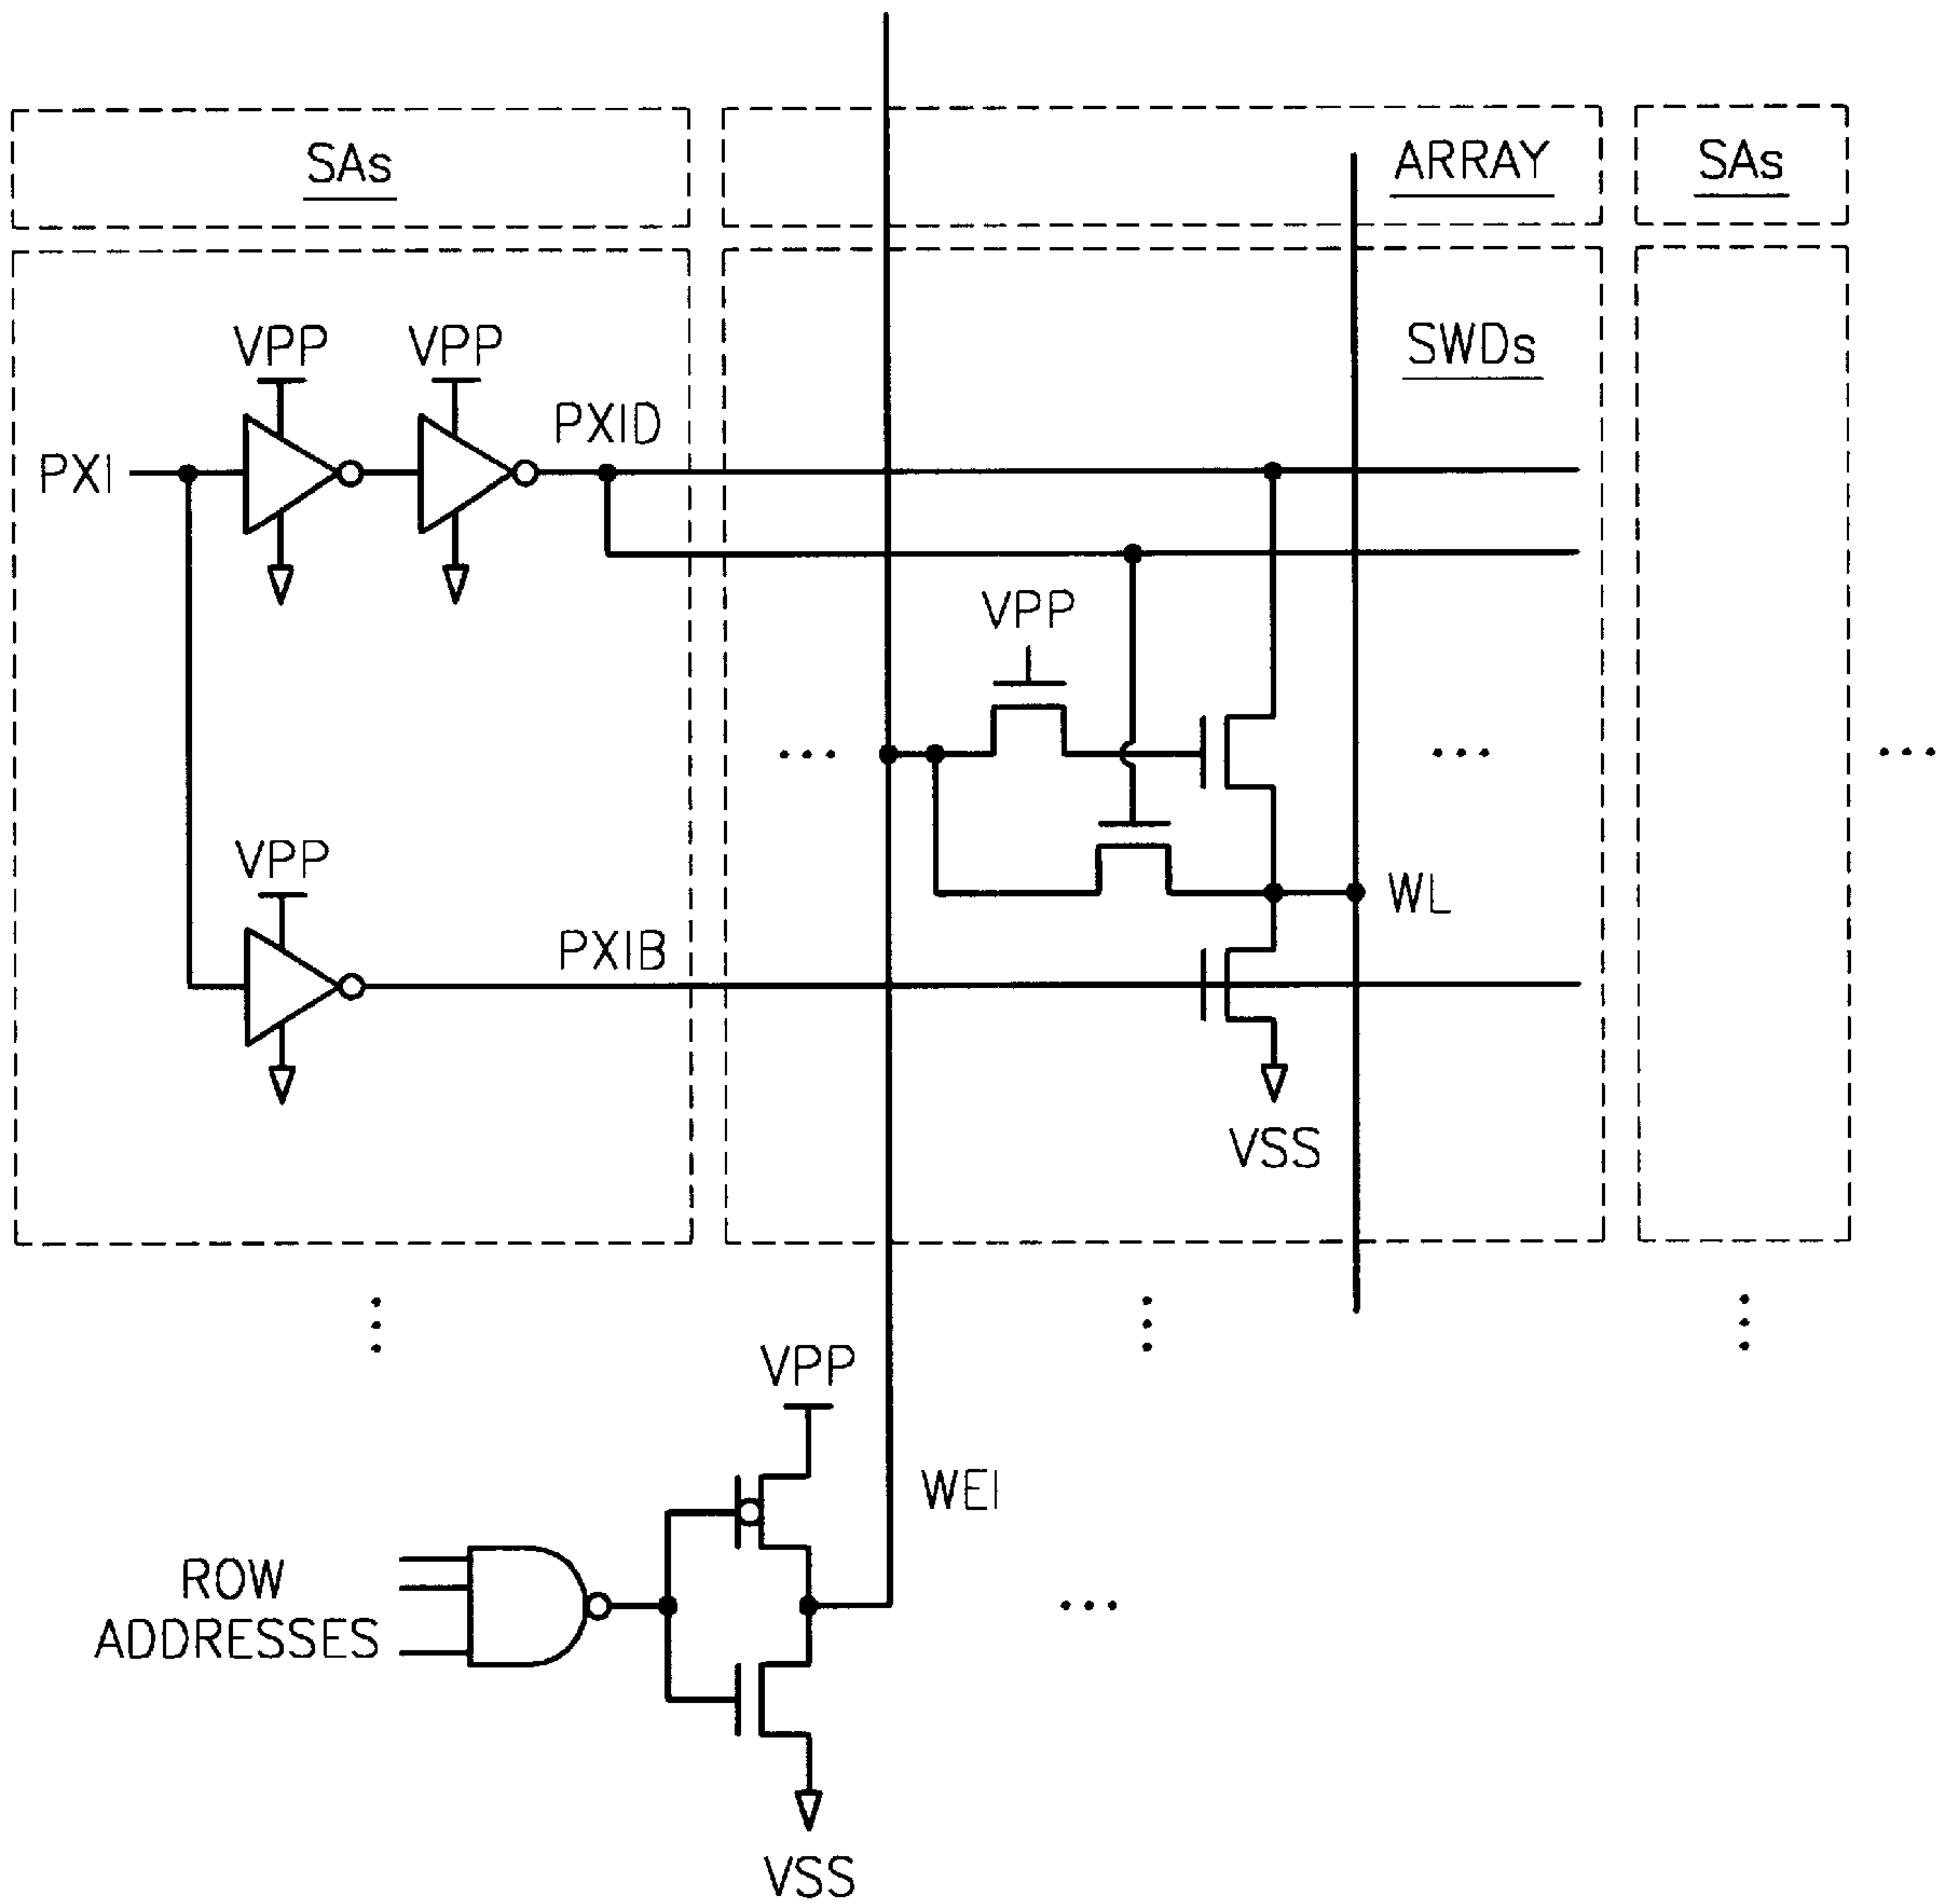 SAs
ARRAY
SAs
SWDs
VPP
VPP
PXID
PXI
VPP
VPP
WL
PXIB
VSS
VPP
WEI
ROW
ADDRESSES
VSS